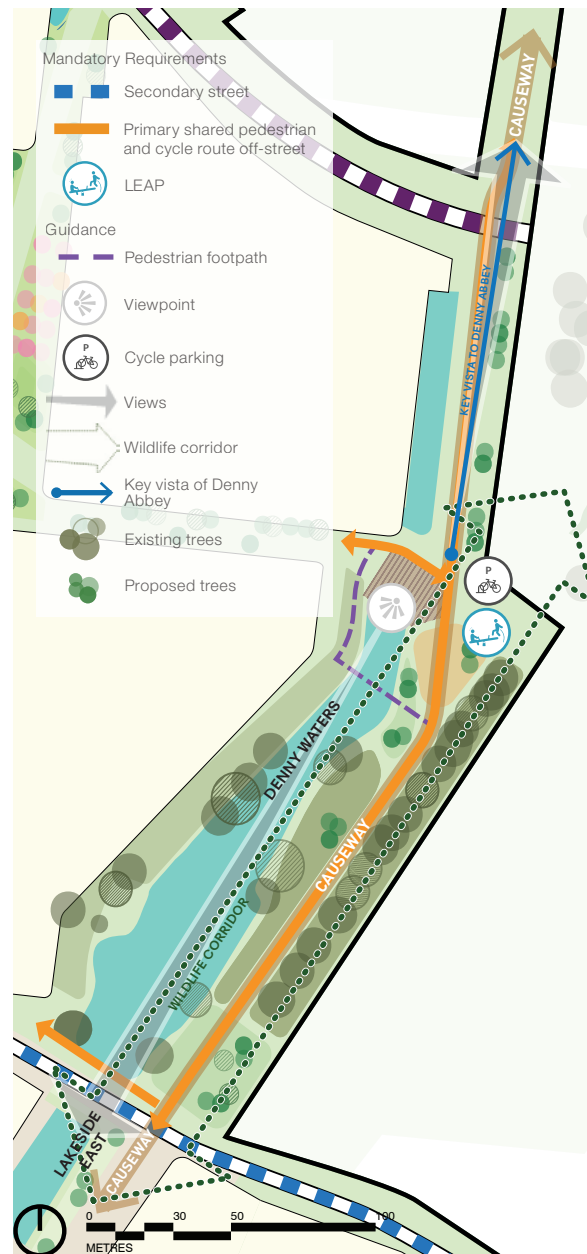 Mandatory Requirements
Secondary street
Primary shared pedestrian
and cycle route off-street
LEAP
Guidance
Pedestrian footpath
Viewpoint
P
Cycle parking
Views
Wildlife corridor
Key vista of Denny
Abbey
Existing trees
Proposed trees
CAUSEWAY
KEY VISTA TO DENNY ABBEY
P
DENNY WATERS
CAUSEWAY
WILDLIFE CORRIDOR
LAKESIDE
EAST
CAUSEWAY
0 30 50 100
METRES